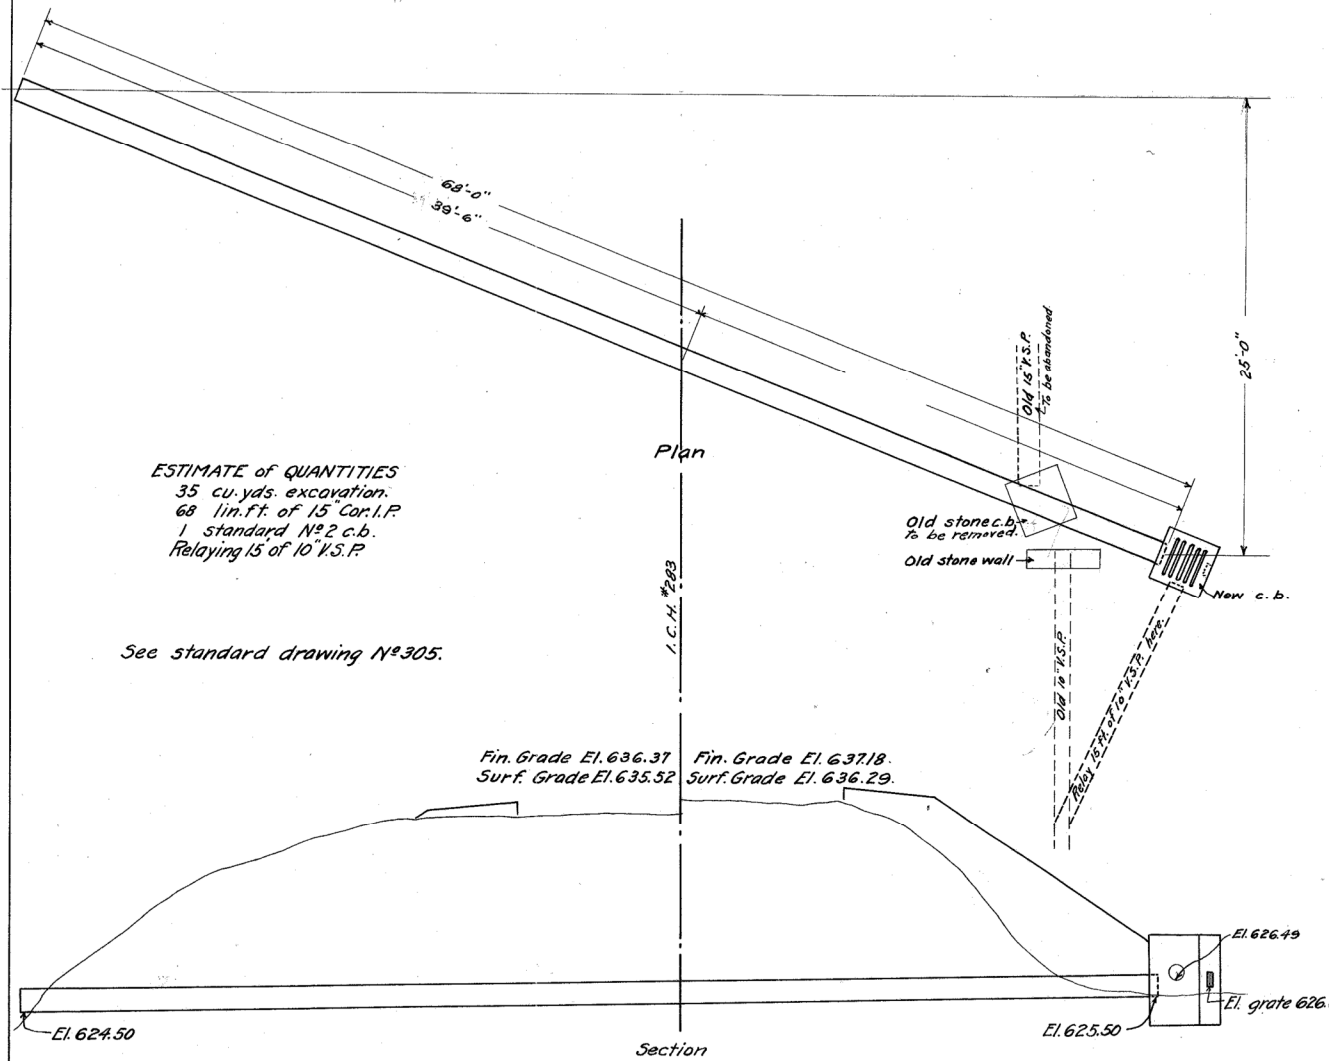 68'-0"
39'-6"
25'-0"
Old 15" V.S.P.
To be abandoned
Plan
ESTIMATE of QUANTITIES
35 cu. yds. excavation.
68 lin. ft. of 15" Cor. I.P.
1 standard Nº 2 c.b.
Relaying 15' of 10" V.S.P.
Old stone c.b.
To be removed.
Old stone wall
New c.b.
I.C.H. #283
See standard drawing Nº 305.
Old 10" V.S.P.
Relay 15 ft. of 10" V.S.P. here.
Fin. Grade El. 636.37
Surf. Grade El. 635.52
Fin. Grade El. 637.18.
Surf. Grade El. 636.29.
El. 626.49
El. grate 626.
El. 624.50
El. 625.50
Section